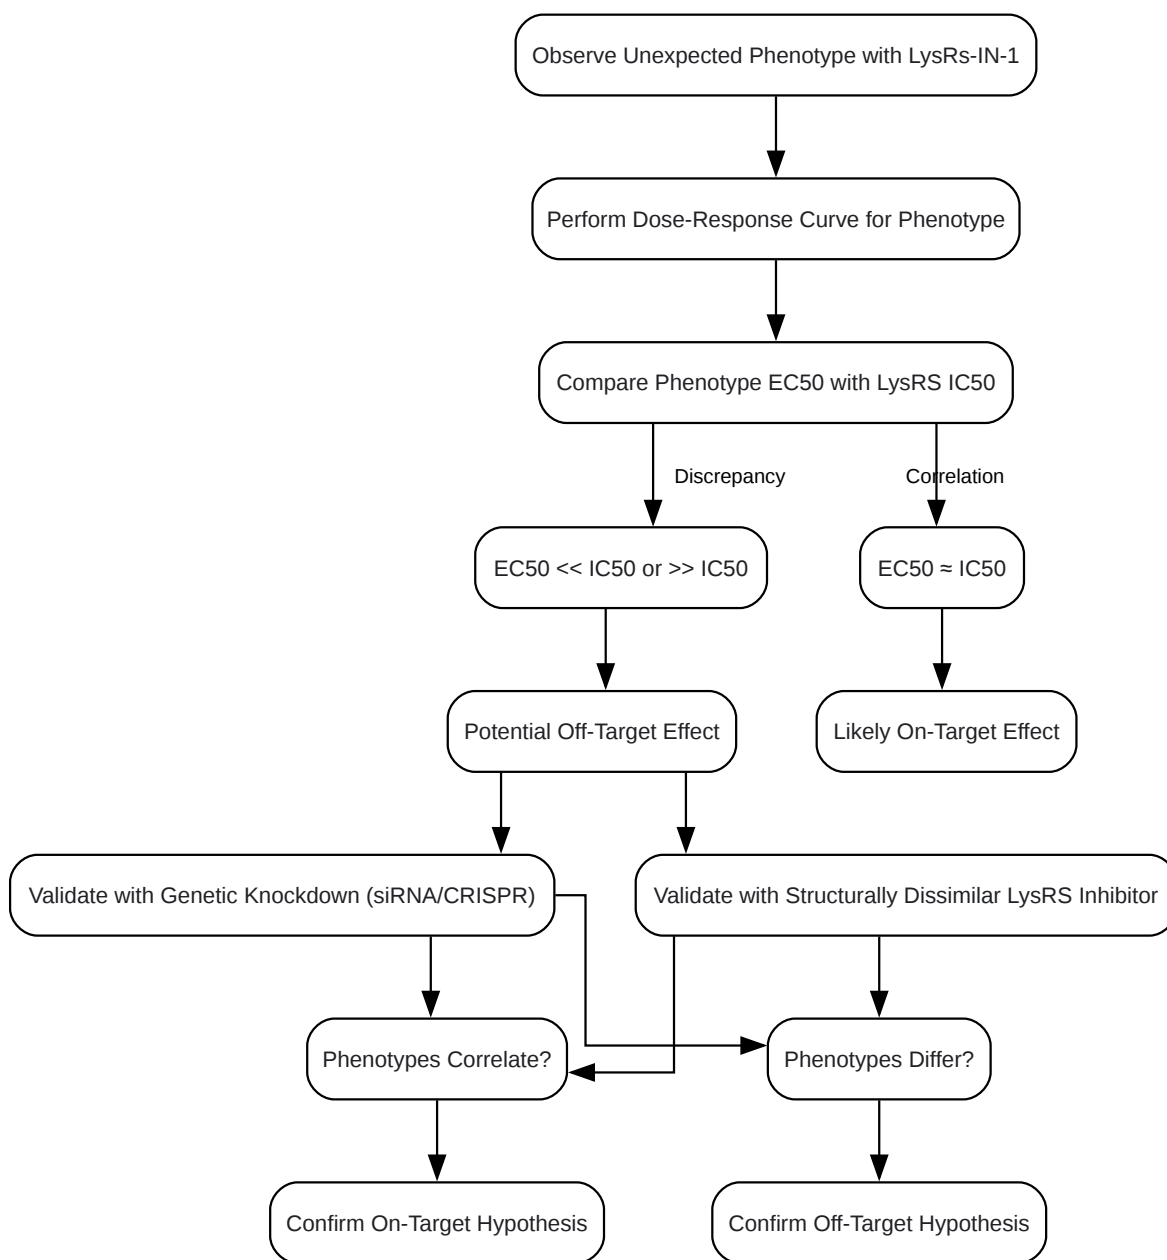 Observe Unexpected Phenotype with LysRs-IN-1
Perform Dose-Response Curve for Phenotype
Compare Phenotype EC50 with LysRS IC50
Discrepancy
Correlation
EC50 << IC50 or >> IC50
EC50 ≈ IC50
Potential Off-Target Effect
Likely On-Target Effect
Validate with Genetic Knockdown (siRNA/CRISPR)
Validate with Structurally Dissimilar LysRS Inhibitor
Phenotypes Correlate?
Phenotypes Differ?
Confirm On-Target Hypothesis
Confirm Off-Target Hypothesis